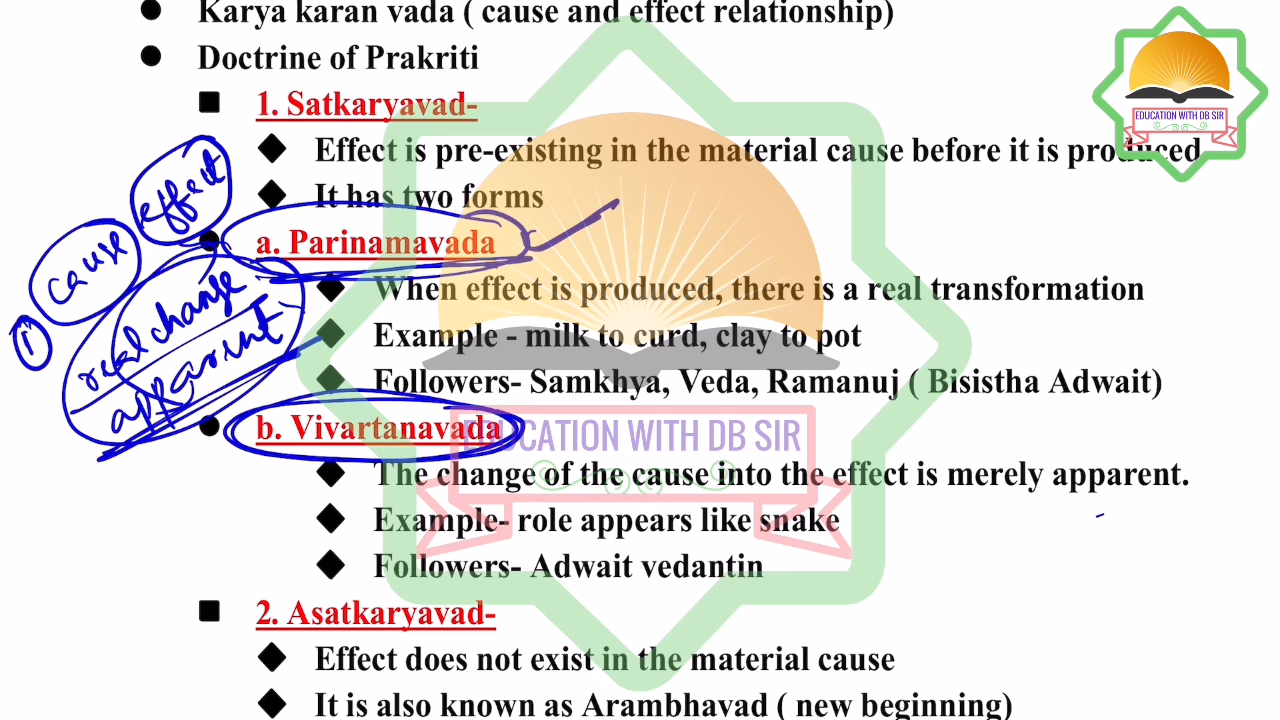 Karya karan vada ( cause and effect relationship)
Doctrine of Prakriti
1. Satkaryavad-
Effect is pre-existing in the material cause before it is produced
It has two forms
a. Parinamavada
When effect is produced, there is a real transformation
Example - milk to curd, clay to pot
Followers- Samkhya, Veda, Ramanuj ( Bisistha Adwait)
b. Vivartanavada
The change of the cause into the effect is merely apparent.
Example- role appears like snake
Followers- Adwait vedantin
2. Asatkaryavad-
Effect does not exist in the material cause
It is also known as Arambhavad ( new beginning)
effect
cause
real change
apparent
EDUCATION WITH DB SIR
EDUCATION WITH DB SIR